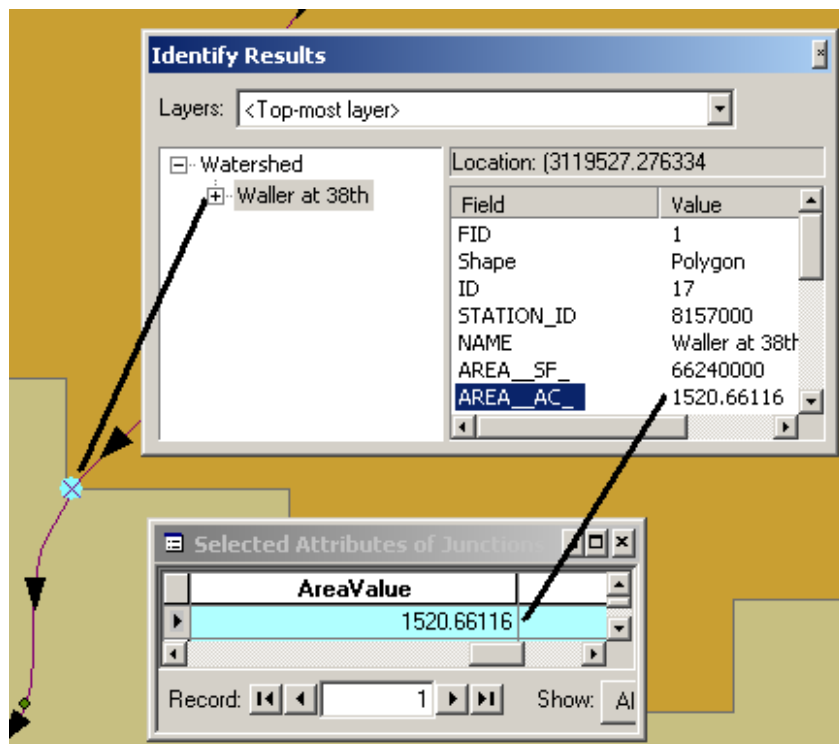 Identify Results
Layers: <Top-most layer>
Watershed
Waller at 38th
Location: (3119527.276334
Field Value
FID 1
Shape Polygon
ID 17
STATION_ID 8157000
NAME Waller at 38th
AREA__SF_ 66240000
AREA__AC_ 1520.66116
Selected Attributes of Junctions
AreaValue
1520.66116
Record: 1 Show: Al